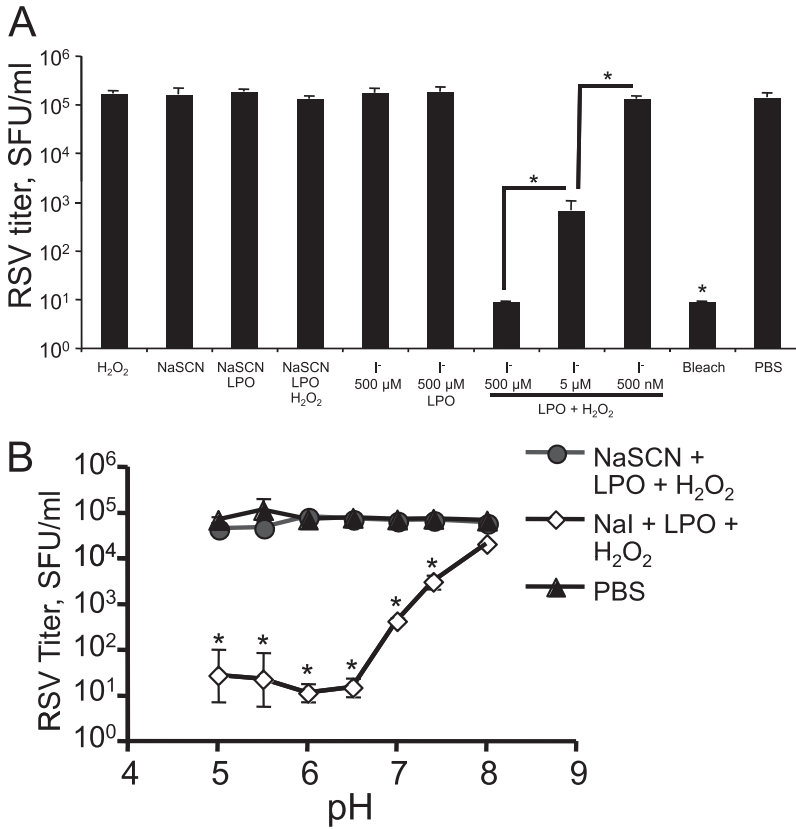 A
RSV titer, SFU/ml
10⁶
10⁵
10⁴
10³
10²
10¹
10⁰
*
*
*
H₂O₂
NaSCN
NaSCN
LPO
NaSCN
LPO
H₂O₂
I⁻
500 µM
I⁻
500 µM
LPO
I⁻
500 µM
I⁻
5 µM
I⁻
500 nM
LPO + H₂O₂
Bleach
PBS
B
RSV Titer, SFU/ml
10⁶
10⁵
10⁴
10³
10²
10¹
10⁰
* * * * * *
4 5 6 7 8 9
pH
NaSCN +
LPO + H₂O₂
NaI + LPO +
H₂O₂
PBS